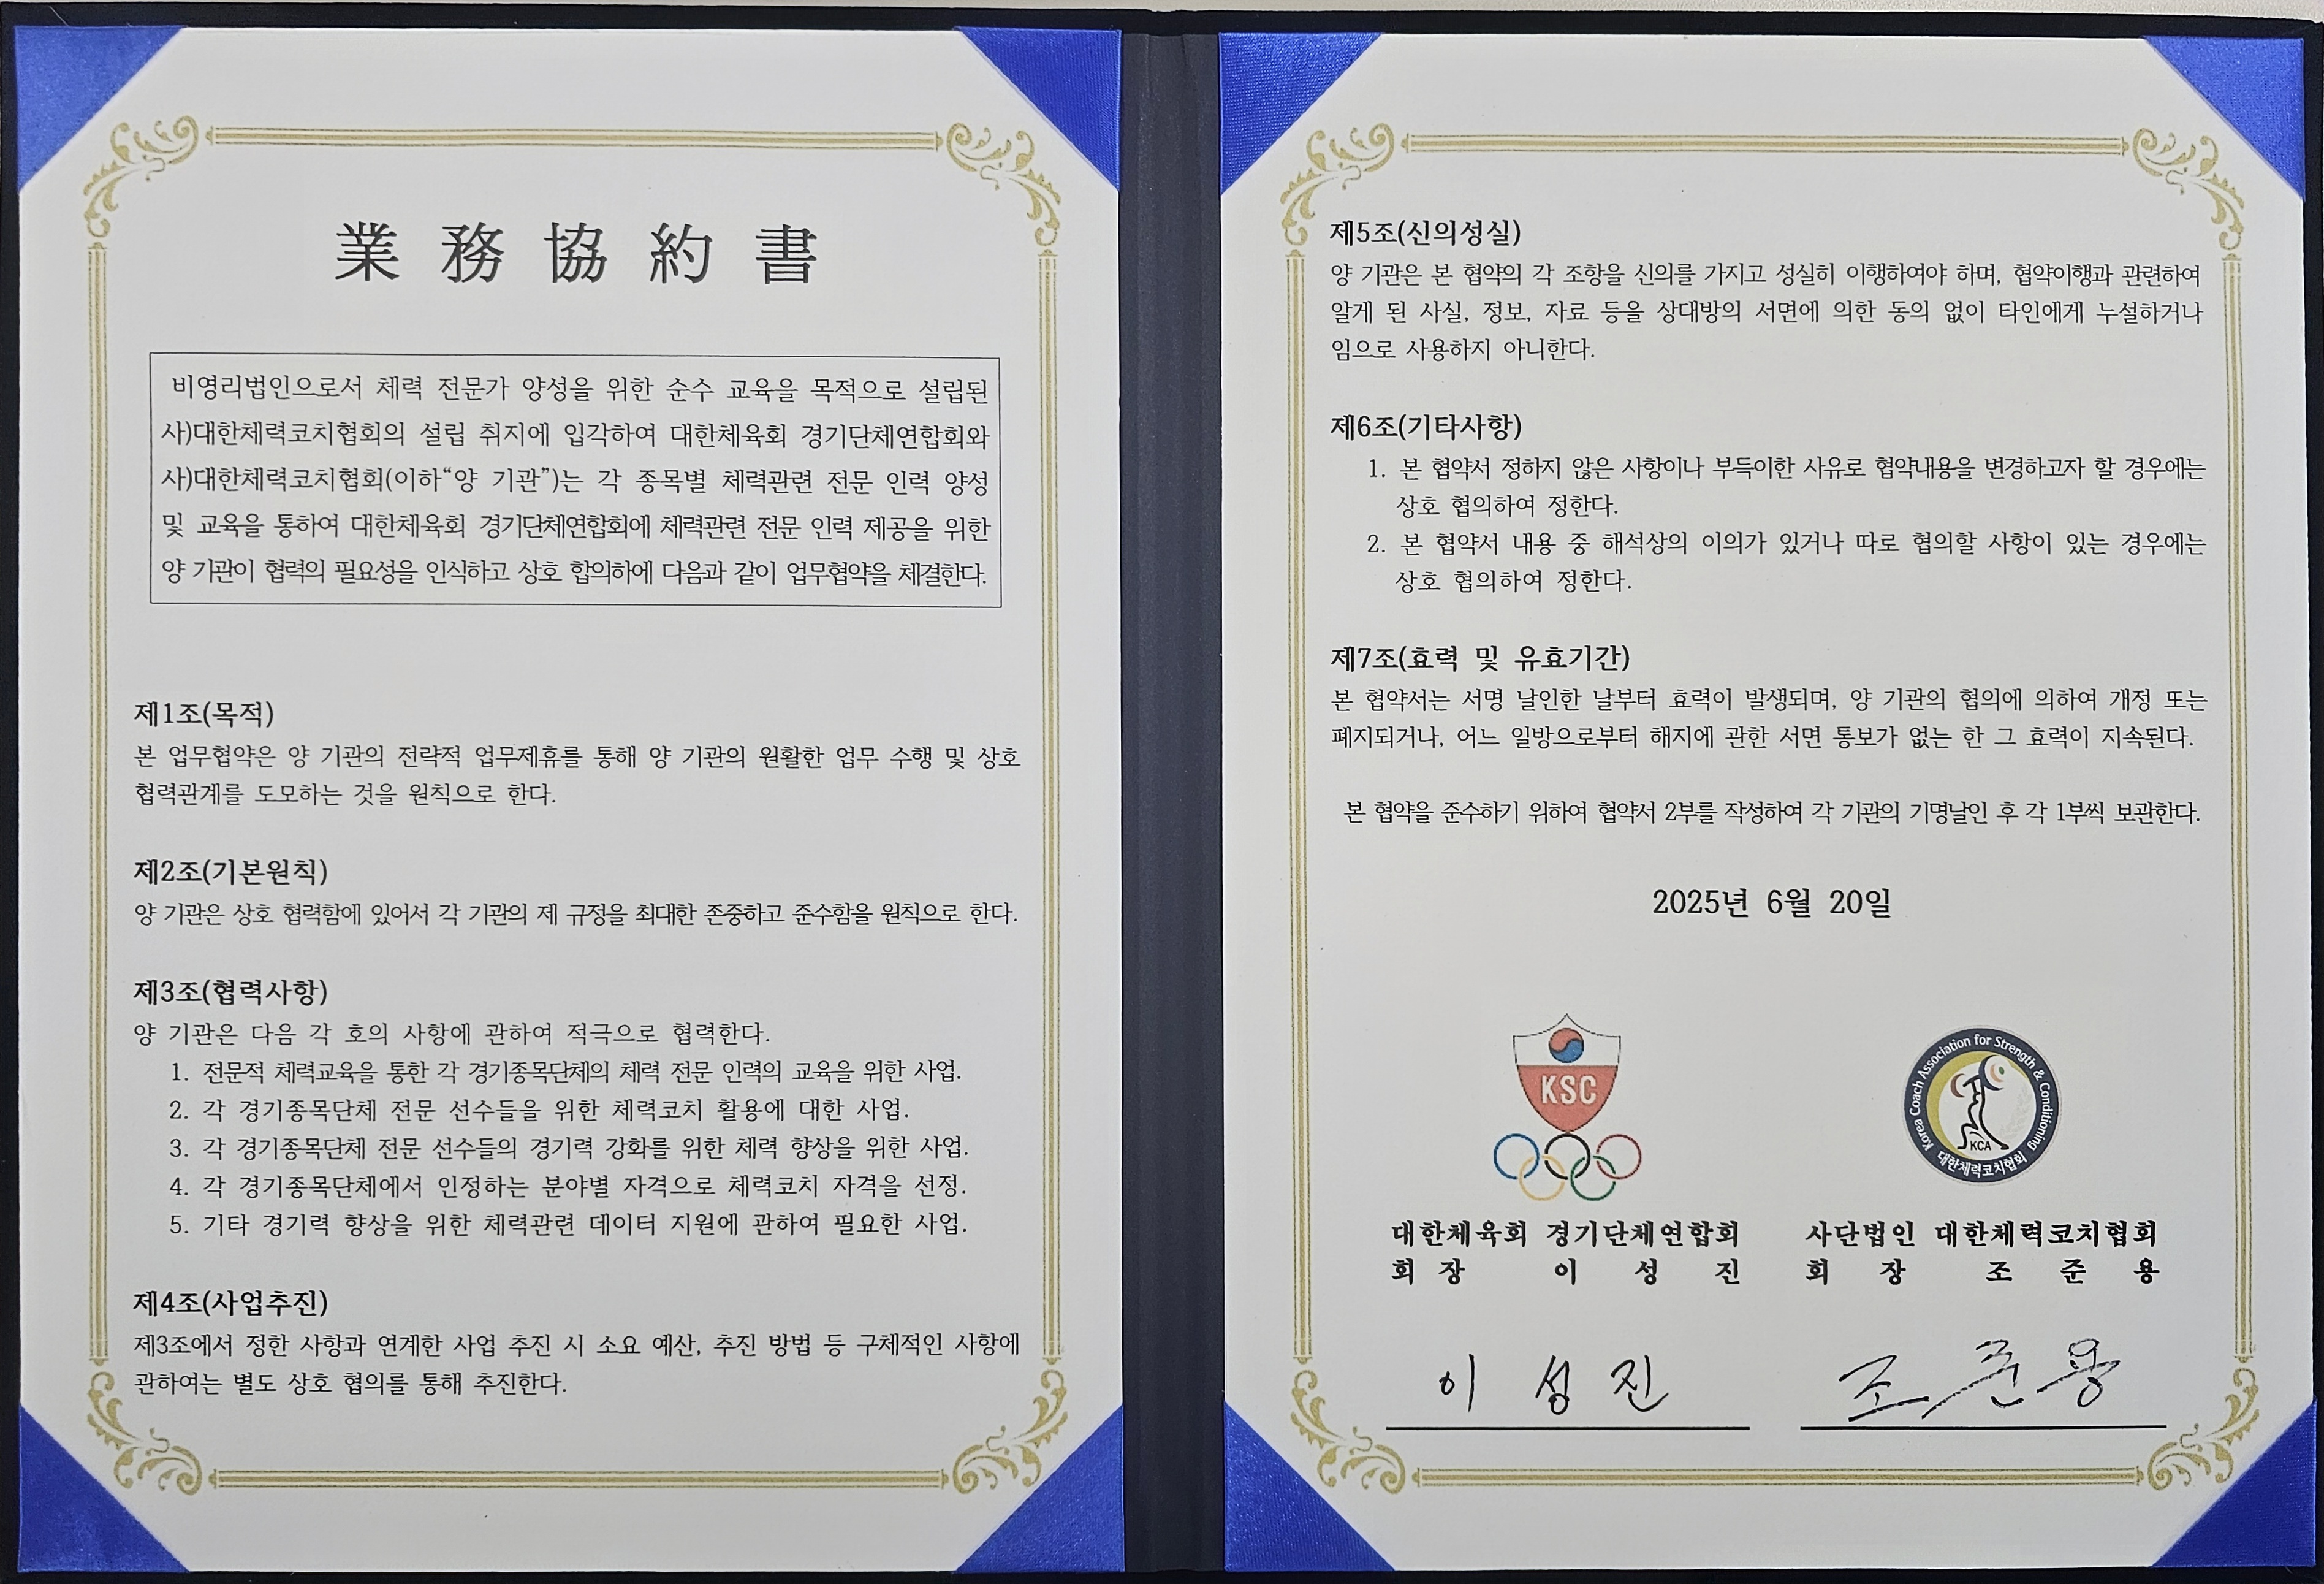 業 務 協 約 書
비영리법인으로서 체력 전문가 양성을 위한 순수 교육을 목적으로 설립된
사)대한체력코치협회의 설립 취지에 입각하여 대한체육회 경기단체연합회와
사)대한체력코치협회(이하“양 기관”)는 각 종목별 체력관련 전문 인력 양성
및 교육을 통하여 대한체육회 경기단체연합회에 체력관련 전문 인력 제공을 위한
양 기관이 협력의 필요성을 인식하고 상호 합의하에 다음과 같이 업무협약을 체결한다.
제1조(목적)
본 업무협약은 양 기관의 전략적 업무제휴를 통해 양 기관의 원활한 업무 수행 및 상호
협력관계를 도모하는 것을 원칙으로 한다.
제2조(기본원칙)
양 기관은 상호 협력함에 있어서 각 기관의 제 규정을 최대한 존중하고 준수함을 원칙으로 한다.
제3조(협력사항)
양 기관은 다음 각 호의 사항에 관하여 적극으로 협력한다.
1. 전문적 체력교육을 통한 각 경기종목단체의 체력 전문 인력의 교육을 위한 사업.
2. 각 경기종목단체 전문 선수들을 위한 체력코치 활용에 대한 사업.
3. 각 경기종목단체 전문 선수들의 경기력 강화를 위한 체력 향상을 위한 사업.
4. 각 경기종목단체에서 인정하는 분야별 자격으로 체력코치 자격을 선정.
5. 기타 경기력 향상을 위한 체력관련 데이터 지원에 관하여 필요한 사업.
제4조(사업추진)
제3조에서 정한 사항과 연계한 사업 추진 시 소요 예산, 추진 방법 등 구체적인 사항에
관하여는 별도 상호 협의를 통해 추진한다.
제5조(신의성실)
양 기관은 본 협약의 각 조항을 신의를 가지고 성실히 이행하여야 하며, 협약이행과 관련하여
알게 된 사실, 정보, 자료 등을 상대방의 서면에 의한 동의 없이 타인에게 누설하거나
임으로 사용하지 아니한다.
제6조(기타사항)
1. 본 협약서 정하지 않은 사항이나 부득이한 사유로 협약내용을 변경하고자 할 경우에는
상호 협의하여 정한다.
2. 본 협약서 내용 중 해석상의 이의가 있거나 따로 협의할 사항이 있는 경우에는
상호 협의하여 정한다.
제7조(효력 및 유효기간)
본 협약서는 서명 날인한 날부터 효력이 발생되며, 양 기관의 협의에 의하여 개정 또는
폐지되거나, 어느 일방으로부터 해지에 관한 서면 통보가 없는 한 그 효력이 지속된다.
본 협약을 준수하기 위하여 협약서 2부를 작성하여 각 기관의 기명날인 후 각 1부씩 보관한다.
2025년 6월 20일
KSC
Korea Coach Association for Strength & Conditioning
KCA
대한체력코치협회
대한체육회 경기단체연합회
회 장 이 성 진
사단법인 대한체력코치협회
회 장 조 준 용
이 성 진
조 준 용